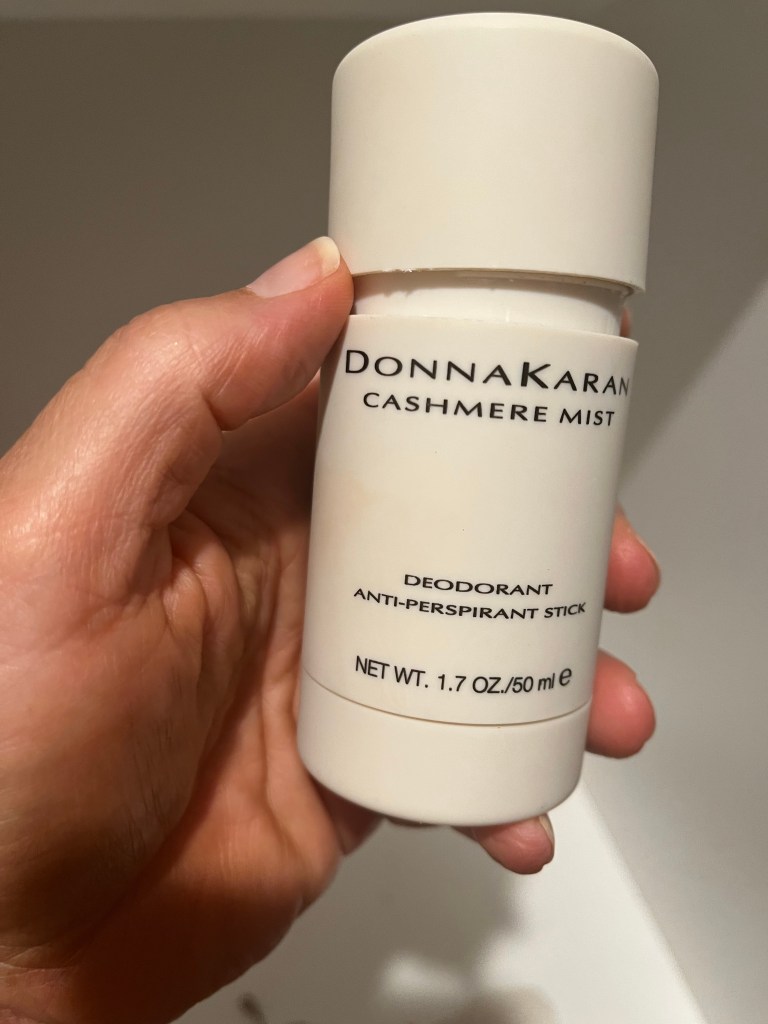 DONNAKARAN
CASHMERE MIST
DEODORANT
ANTI-PERSPIRANT STICK
NET WT. 1.7 OZ./50 ml ℮